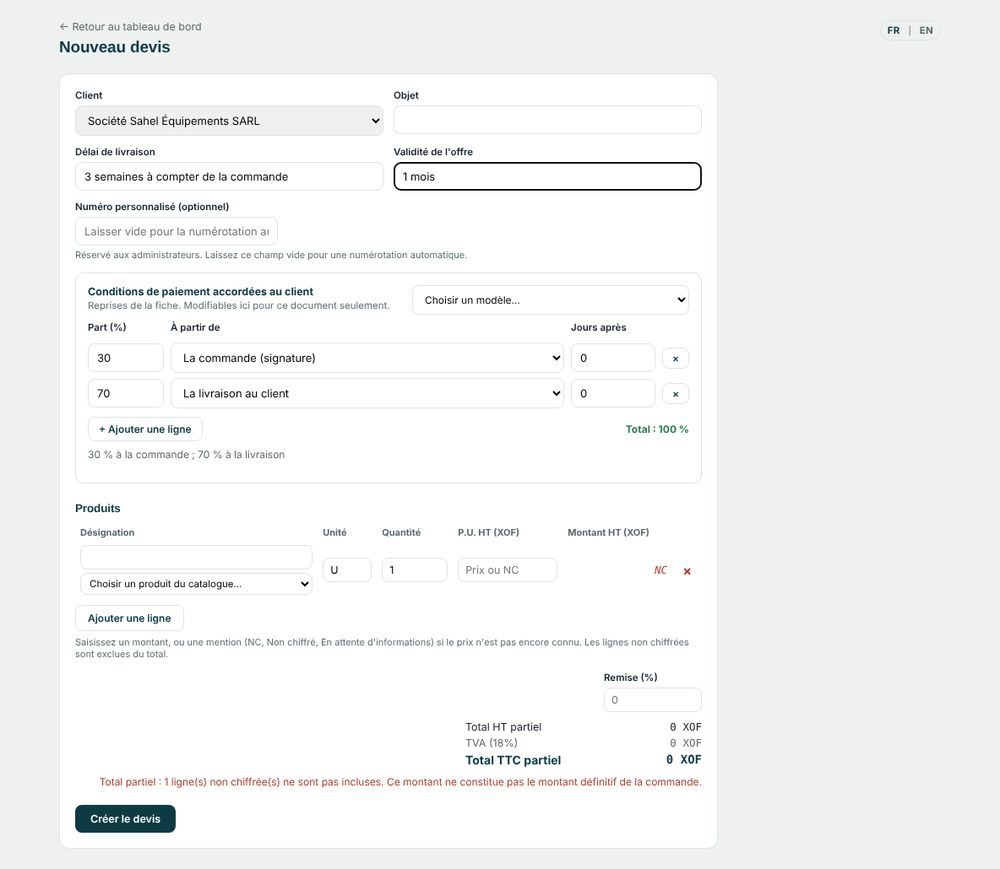 ← Retour au tableau de bord
FR | EN
Nouveau devis
Client
Objet
Société Sahel Équipements SARL
Délai de livraison
Validité de l'offre
3 semaines à compter de la commande
1 mois
Numéro personnalisé (optionnel)
Laisser vide pour la numérotation
Réservé aux administrateurs. Laissez ce champ vide pour une numérotation automatique.
Conditions de paiement accordées au client
Reprises de la fiche. Modifiables ici pour ce document seulement.
Choisir un modèle...
Part (%)
À partir de
Jours après
30
La commande (signature)
0
×
70
La livraison au client
0
×
+ Ajouter une ligne
Total : 100 %
30 % à la commande ; 70 % à la livraison
Produits
Désignation
Unité
Quantité
P.U. HT (XOF)
Montant HT (XOF)
Choisir un produit du catalogue...
U
1
Prix ou NC
NC
×
Ajouter une ligne
Saisissez un montant, ou une mention (NC, Non chiffré, En attente d'informations) si le prix n'est pas encore connu. Les lignes non chiffrées
sont exclues du total.
Remise (%)
0
Total HT partiel 0 XOF
TVA (18%) 0 XOF
Total TTC partiel 0 XOF
Total partiel : 1 ligne(s) non chiffrée(s) ne sont pas incluses. Ce montant ne constitue pas le montant définitif de la commande.
Créer le devis